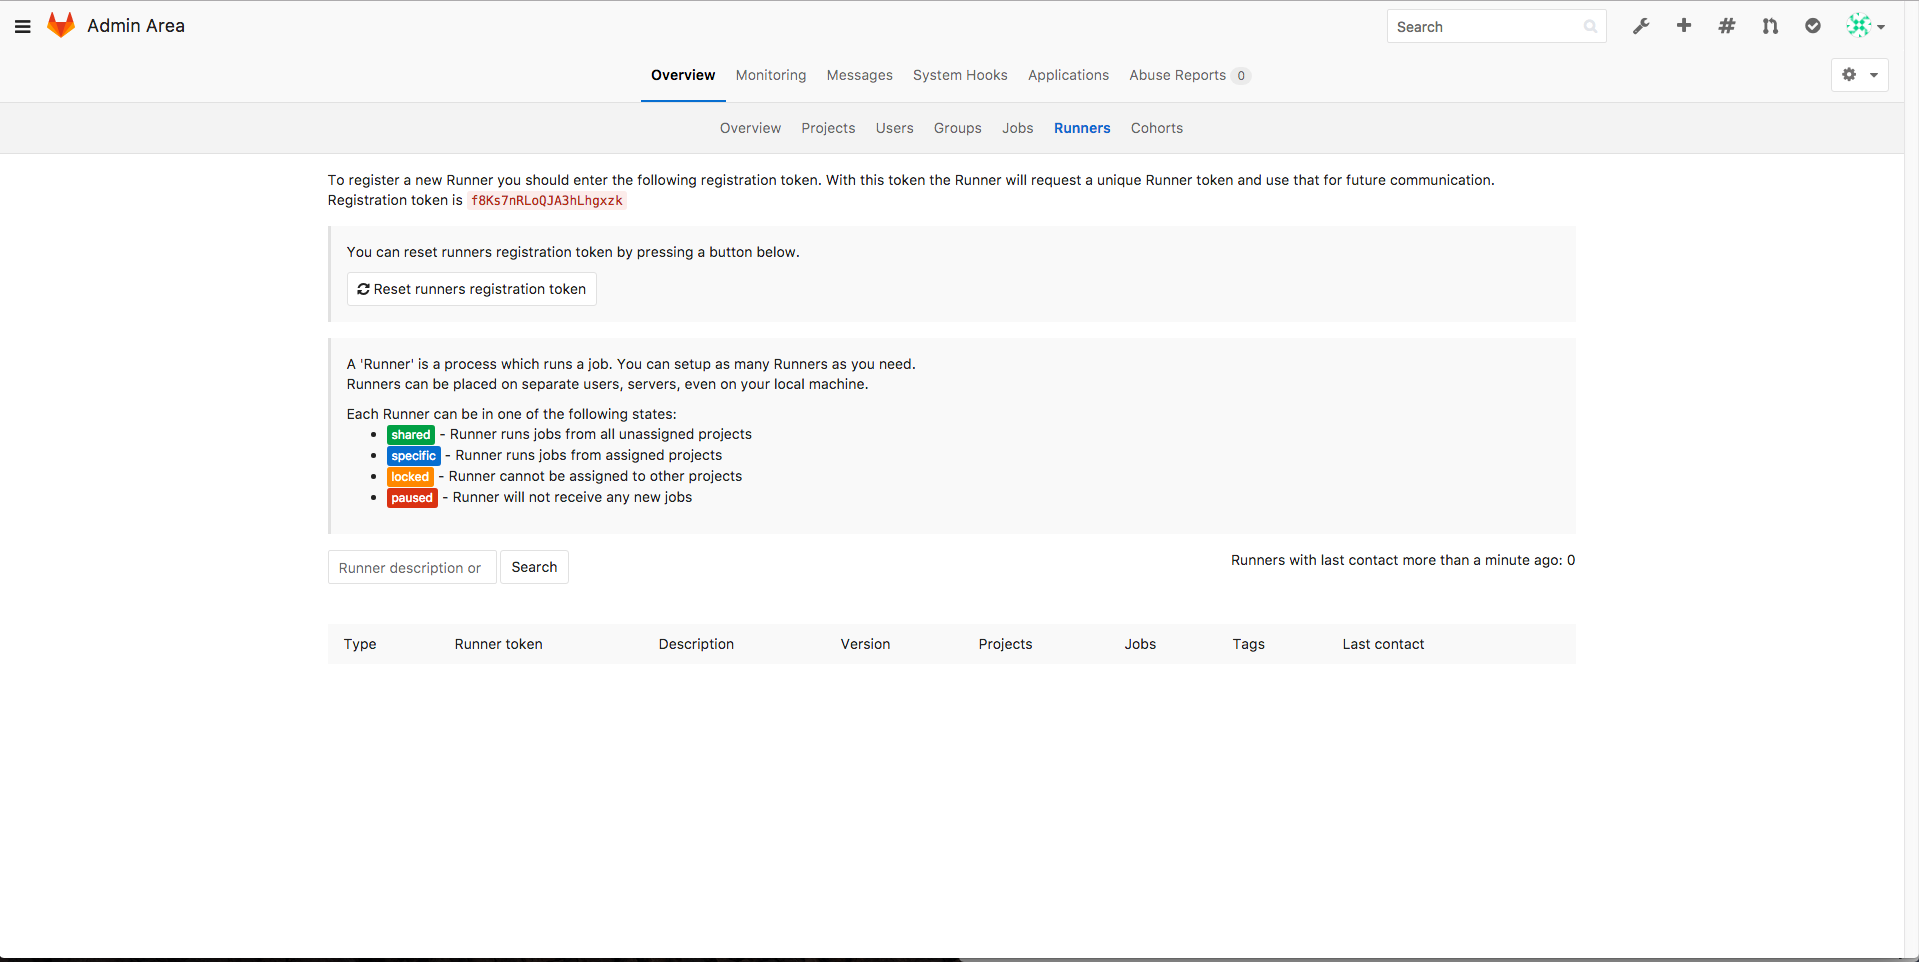 Admin Area
Search
Overview Monitoring Messages System Hooks Applications Abuse Reports 0
Overview Projects Users Groups Jobs Runners Cohorts
To register a new Runner you should enter the following registration token. With this token the Runner will request a unique Runner token and use that for future communication.
Registration token is f8Ks7nRLoQJA3hLhgxzk
You can reset runners registration token by pressing a button below.
Reset runners registration token
A 'Runner' is a process which runs a job. You can setup as many Runners as you need.
Runners can be placed on separate users, servers, even on your local machine.
Each Runner can be in one of the following states:
shared - Runner runs jobs from all unassigned projects
specific - Runner runs jobs from assigned projects
locked - Runner cannot be assigned to other projects
paused - Runner will not receive any new jobs
Runner description or Search Runners with last contact more than a minute ago: 0
Type Runner token Description Version Projects Jobs Tags Last contact